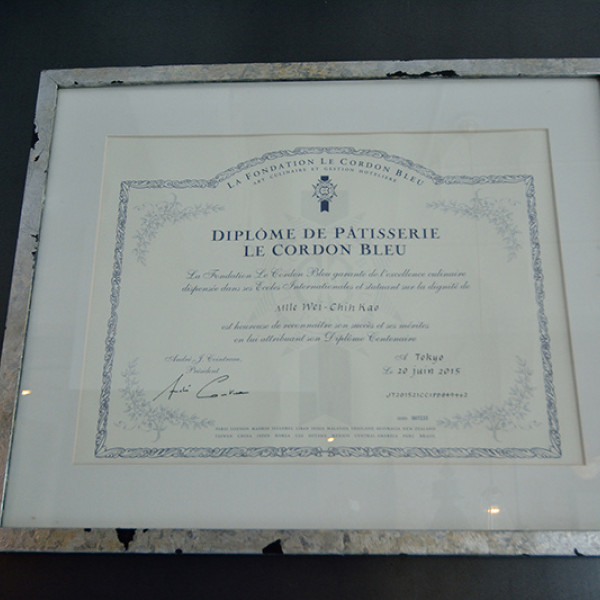 LA FONDATION LE CORDON BLEU
ART CULINAIRE ET GESTION HOTELIERE
DIPLÔME DE PÂTISSERIE
LE CORDON BLEU
La Fondation Le Cordon Bleu garante de l'excellence culinaire
dispensée dans ses Ecoles Internationales et statuant sur la dignité de
Mlle Wei-Chih Kao
est heureuse de reconnaître son succès et ses mérites
en lui attribuant son Diplôme Centenaire
André J. Cointreau,
Président
A Tokyo
Le 20 juin 2015